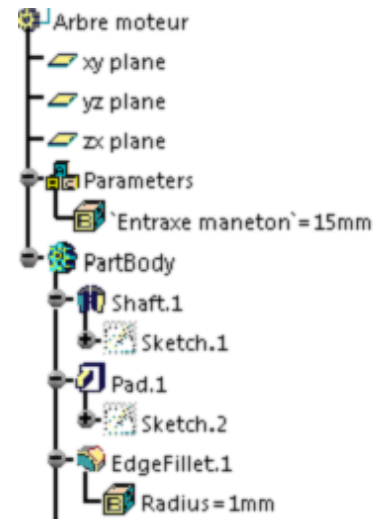 Arbre moteur
xy plane
yz plane
zx plane
Parameters
`Entraxe maneton`=15mm
PartBody
Shaft.1
Sketch.1
Pad.1
Sketch.2
EdgeFillet.1
Radius=1mm